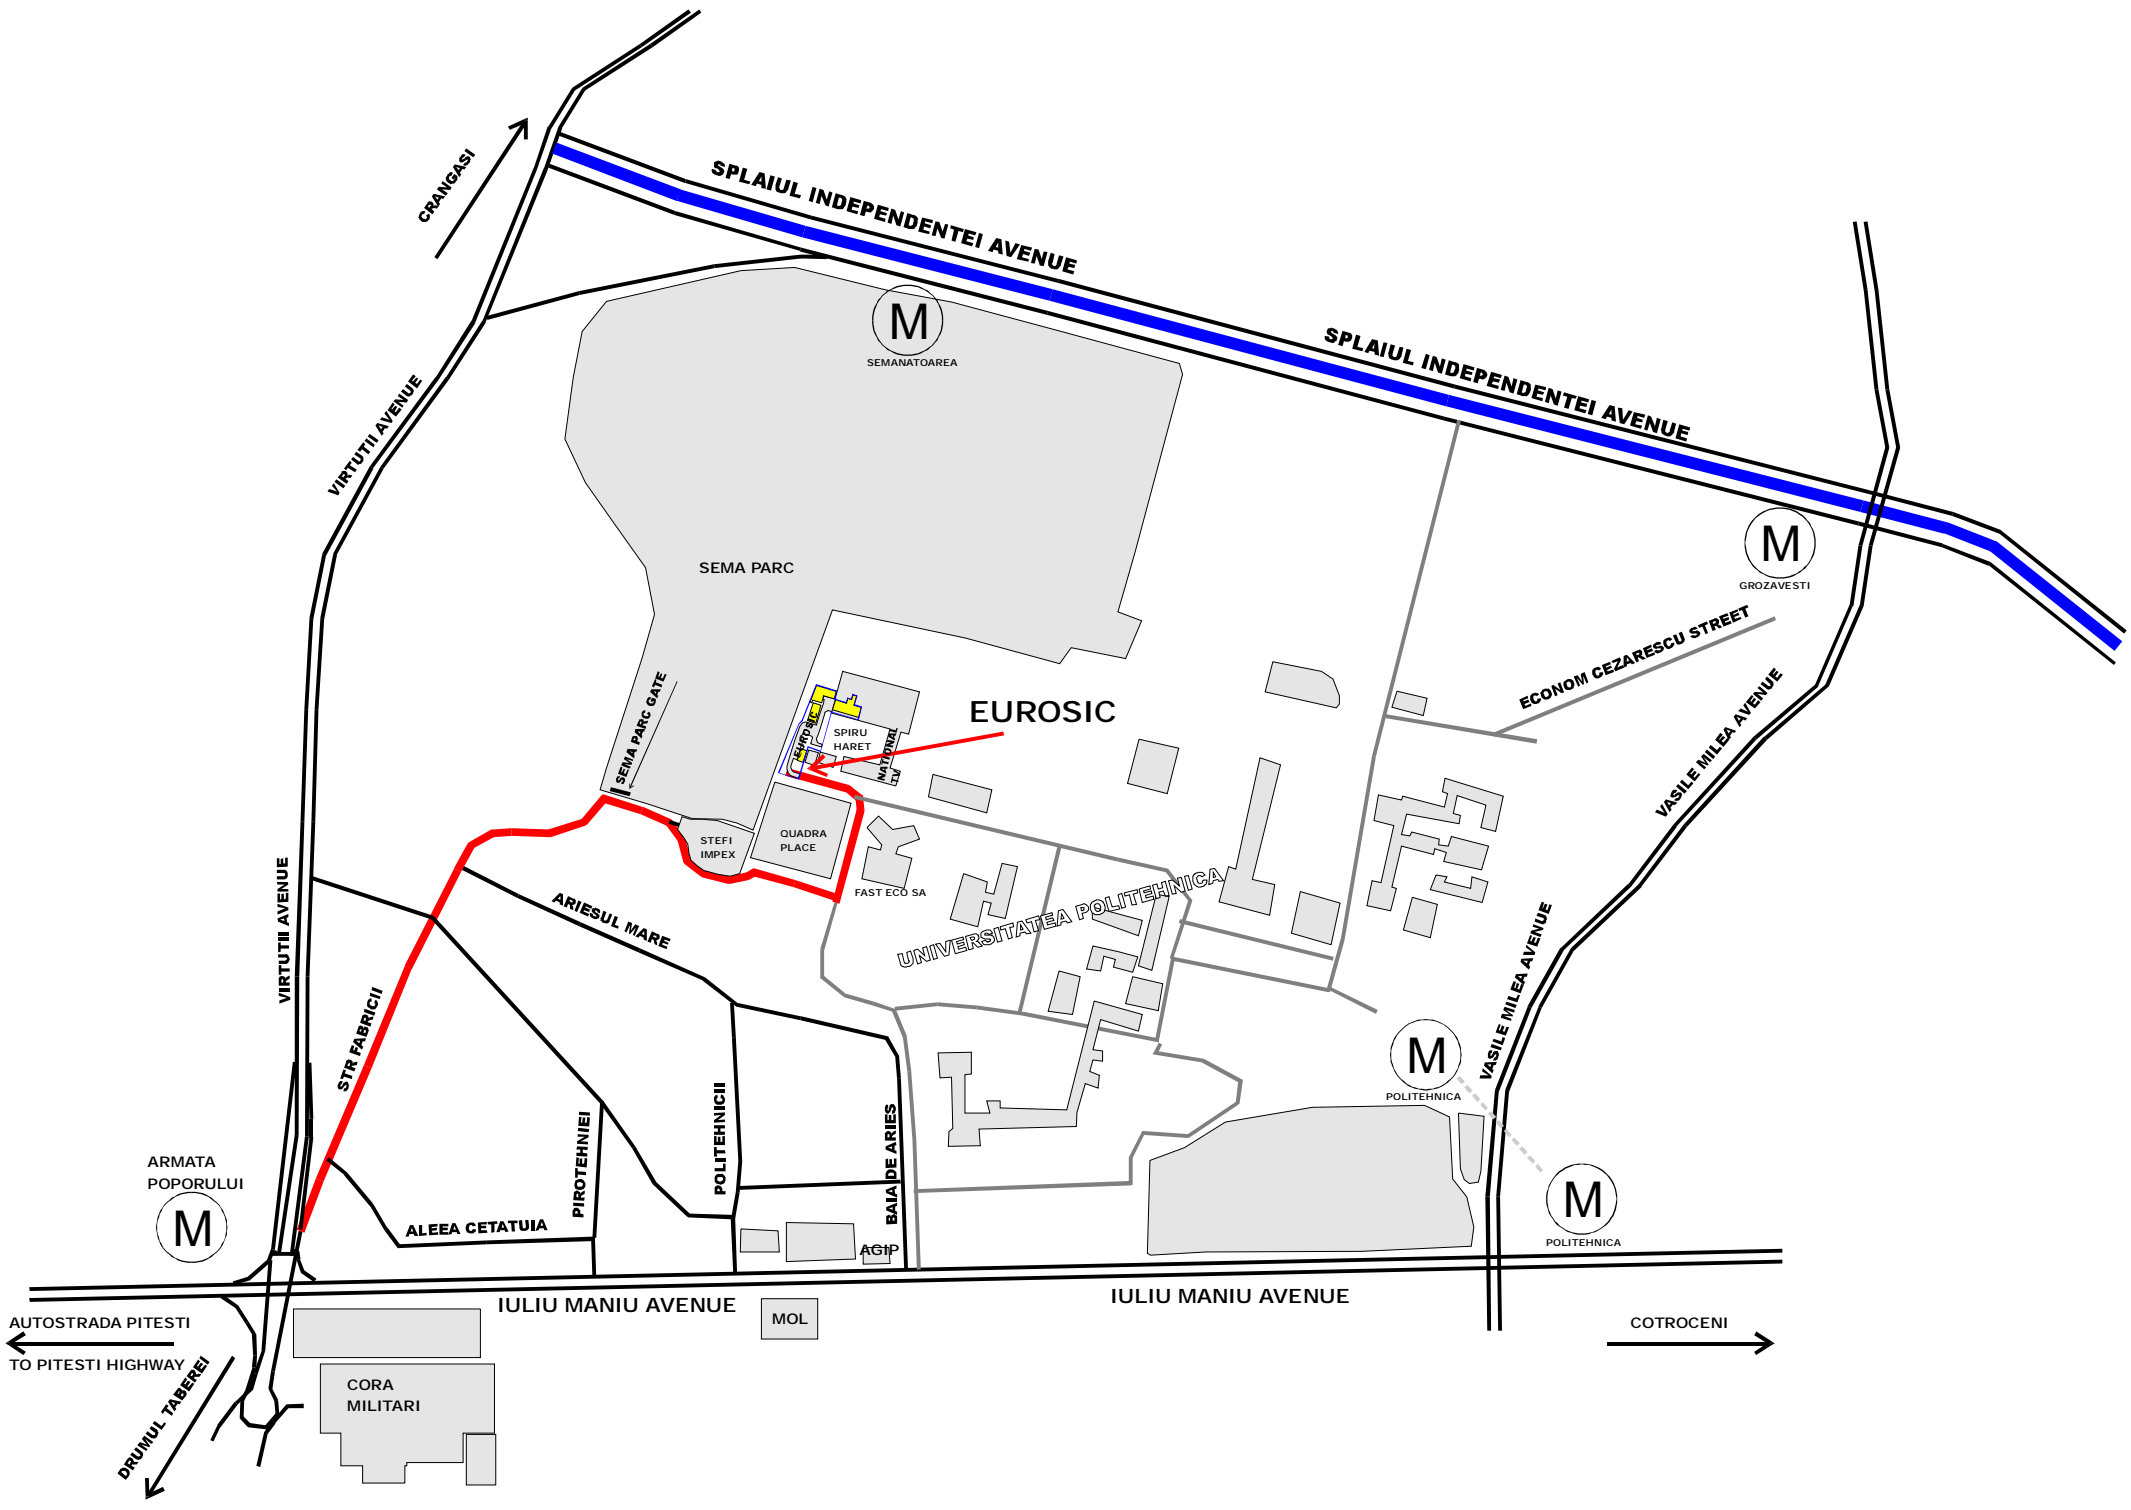 CRANGASI
SPLAIUL INDEPENDENTEI AVENUE
M
SEMANATOAREA
SPLAIUL INDEPENDENTEI AVENUE
VIRTUTII AVENUE
M
GROZAVESTI
SEMA PARC
ECONOM CEZARESCU STREET
VASILE MILEA AVENUE
SEMA PARC GATE
EUROSIC
EUROSIC
SPIRU
HARET
NATIONAL
TV
STEFI
IMPEX
QUADRA
PLACE
FAST ECO SA
UNIVERSITATEA POLITEHNICA
VIRTUTII AVENUE
ARIESUL MARE
STR FABRICII
VASILE MILEA AVENUE
M
POLITEHNICA
PIROTEHNIEI
POLITEHNICII
BAIA DE ARIES
ARMATA
POPORULUI
M
ALEEA CETATUIA
AGIP
M
POLITEHNICA
IULIU MANIU AVENUE
IULIU MANIU AVENUE
MOL
AUTOSTRADA PITESTI
TO PITESTI HIGHWAY
COTROCENI
DRUMUL TABEREI
CORA
MILITARI